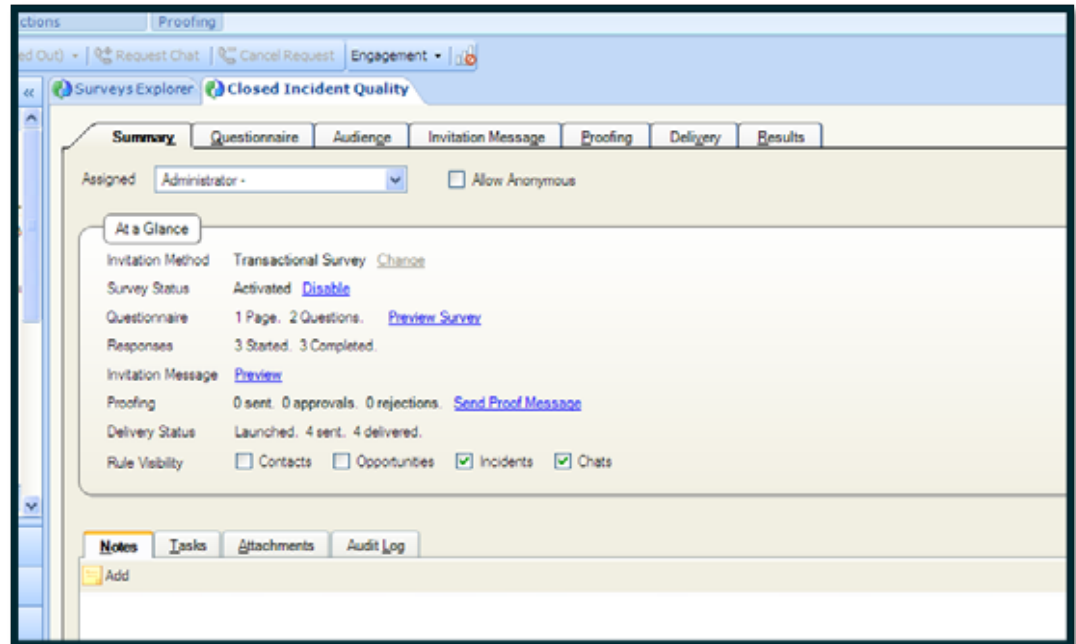 ctions Proofing
ed Out) Request Chat Cancel Request Engagement
Surveys Explorer Closed Incident Quality
Summary Questionnaire Audience Invitation Message Proofing Delivery Results
Assigned Administrator - Allow Anonymous
At a Glance
Invitation Method Transactional Survey Change
Survey Status Activated Disable
Questionnaire 1 Page. 2 Questions. Preview Survey
Responses 3 Started. 3 Completed.
Invitation Message Preview
Proofing 0 sent. 0 approvals. 0 rejections. Send Proof Message
Delivery Status Launched. 4 sent. 4 delivered.
Rule Visibility Contacts Opportunities Incidents Chats
Notes Tasks Attachments Audit Log
Add